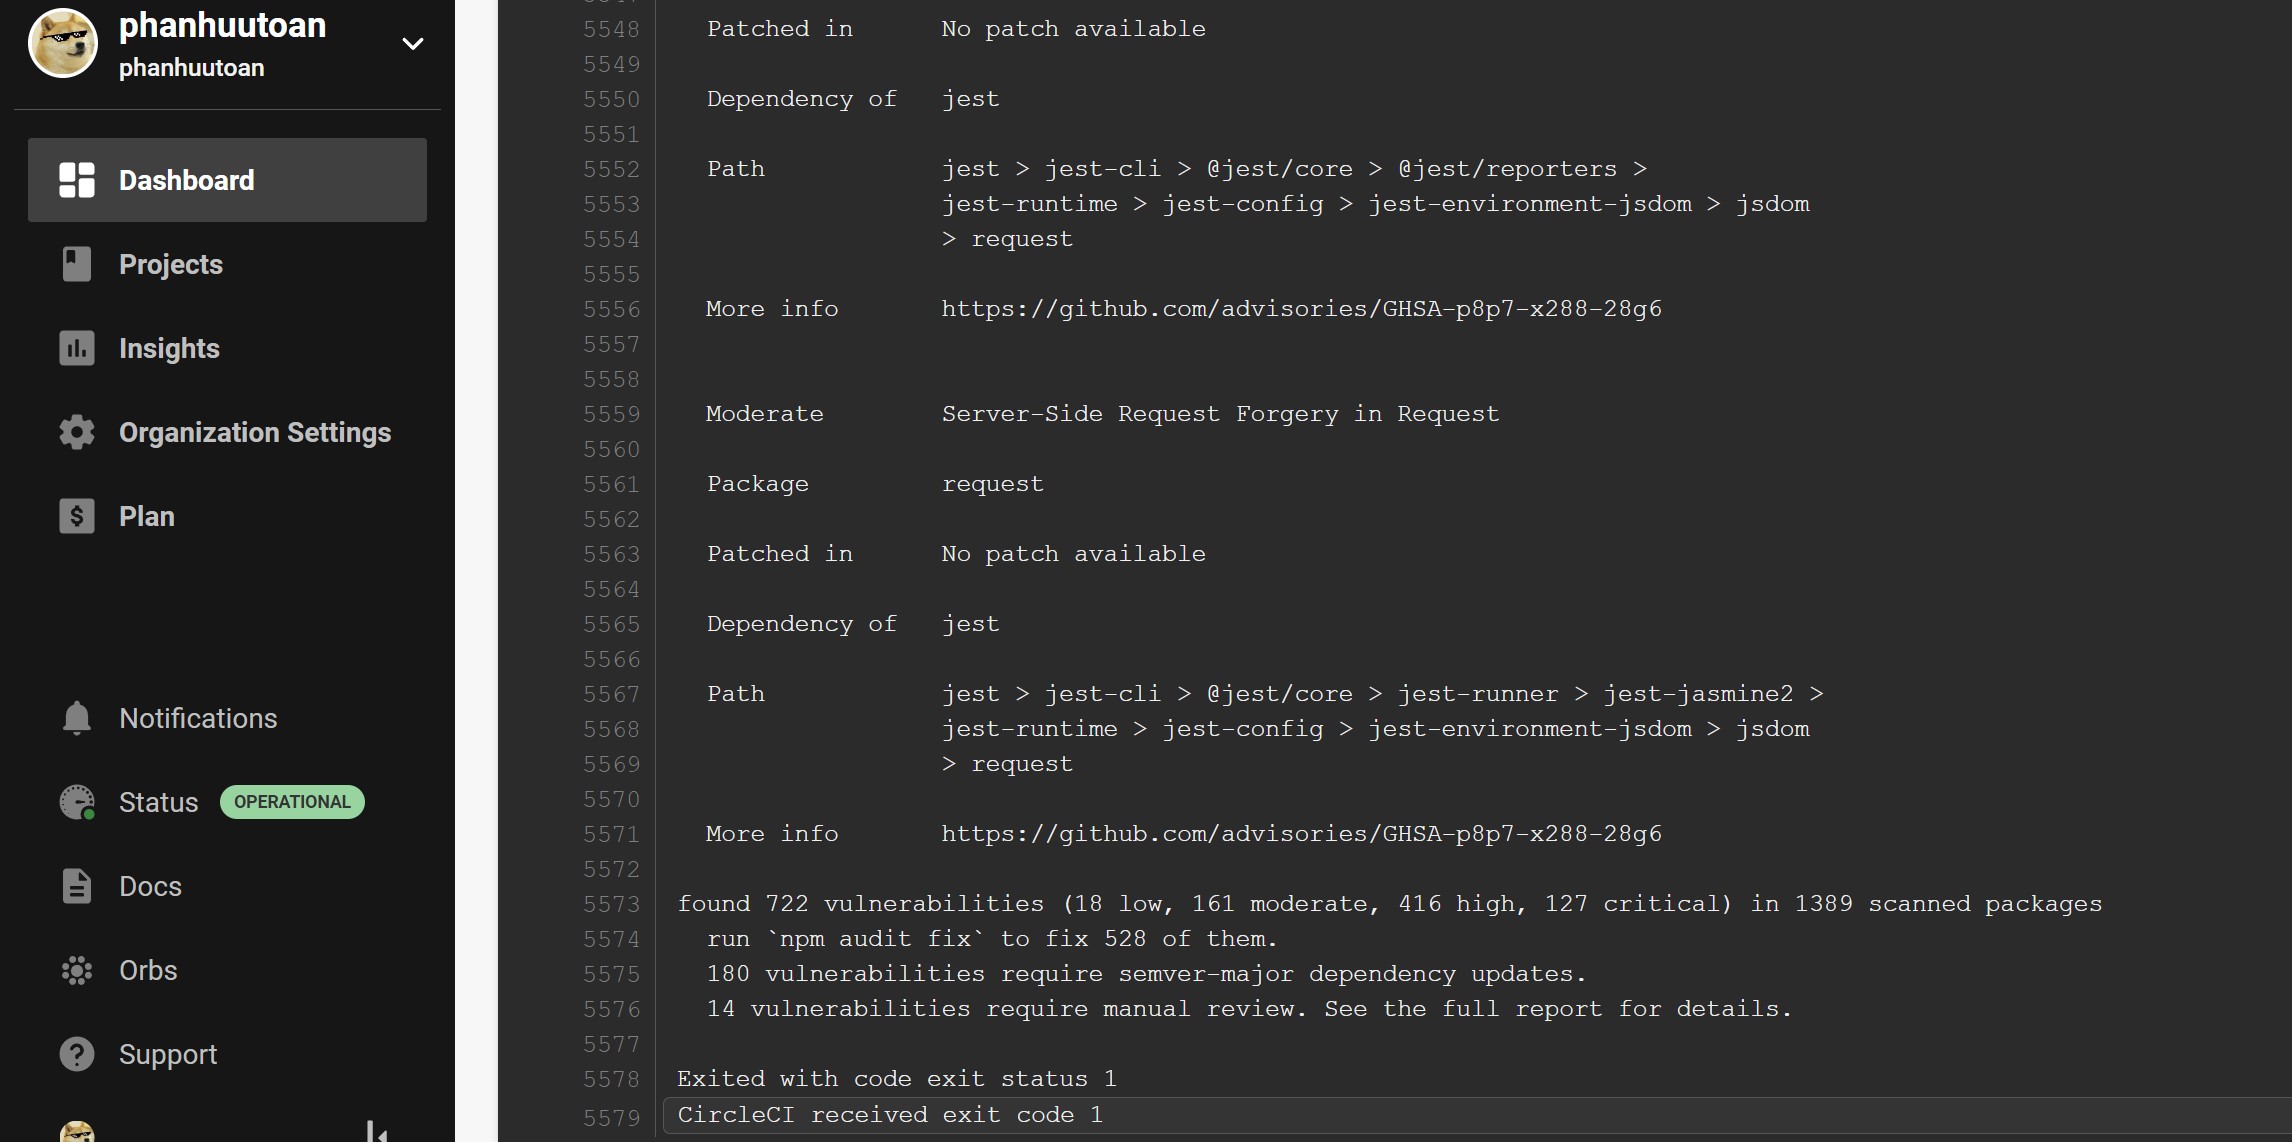 phanhuutoan
phanhuutoan
Dashboard
Projects
Insights
Organization Settings
Plan
Notifications
Status OPERATIONAL
Docs
Orbs
Support
5548 Patched in No patch available
5549
5550 Dependency of jest
5551
5552 Path jest > jest-cli > @jest/core > @jest/reporters >
5553 jest-runtime > jest-config > jest-environment-jsdom > jsdom
5554 > request
5555
5556 More info https://github.com/advisories/GHSA-p8p7-x288-28g6
5557
5558
5559 Moderate Server-Side Request Forgery in Request
5560
5561 Package request
5562
5563 Patched in No patch available
5564
5565 Dependency of jest
5566
5567 Path jest > jest-cli > @jest/core > jest-runner > jest-jasmine2 >
5568 jest-runtime > jest-config > jest-environment-jsdom > jsdom
5569 > request
5570
5571 More info https://github.com/advisories/GHSA-p8p7-x288-28g6
5572
5573 found 722 vulnerabilities (18 low, 161 moderate, 416 high, 127 critical) in 1389 scanned packages
5574 run `npm audit fix` to fix 528 of them.
5575 180 vulnerabilities require semver-major dependency updates.
5576 14 vulnerabilities require manual review. See the full report for details.
5577
5578 Exited with code exit status 1
5579 CircleCI received exit code 1